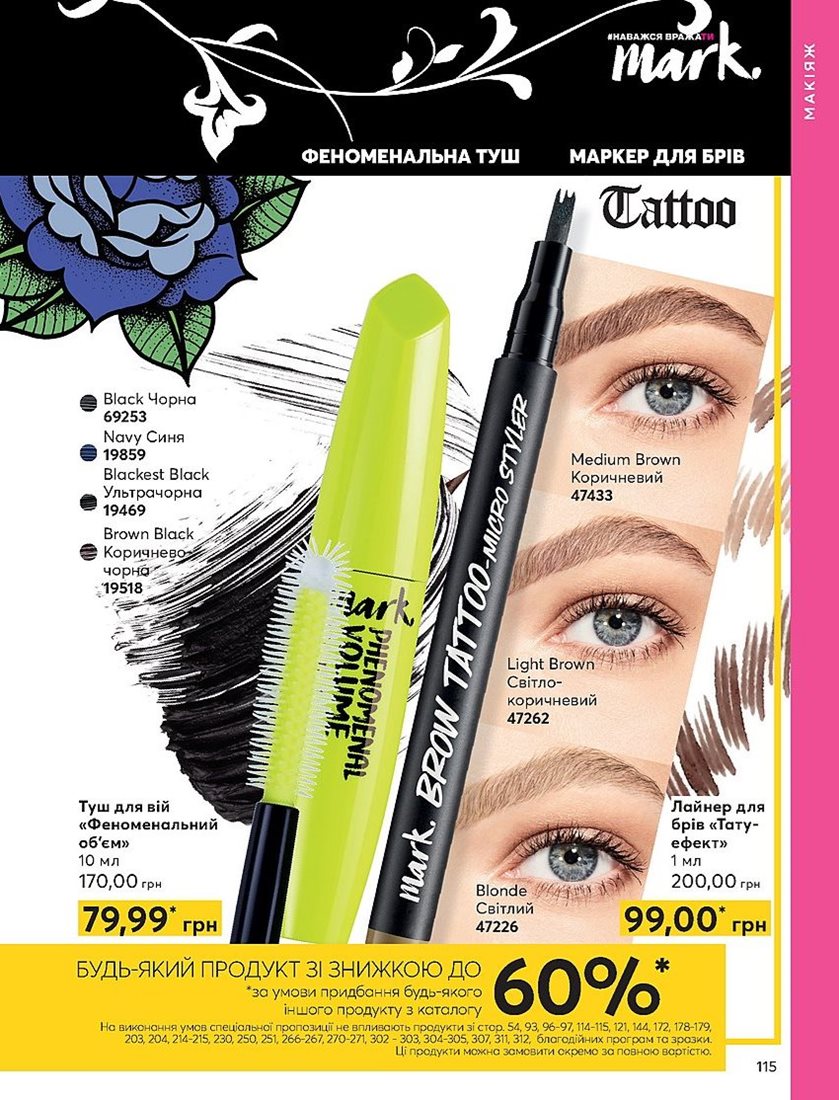 #НАВАЖСЯ ВРАЖАТИ
mark.
МАКІЯЖ
ФЕНОМЕНАЛЬНА ТУШ
МАРКЕР ДЛЯ БРІВ
Tattoo
Black Чорна
69253
Navy Синя
19859
Blackest Black
Ультрачорна
19469
Brown Black
Коричнево-
чорна
19518
mark.
PHENOMENAL
VOLUME
mark. BROW TATTOO-MICRO STYLER
Medium Brown
Коричневий
47433
Light Brown
Світло-
коричневий
47262
Blonde
Світлий
47226
Туш для вій
«Феноменальний
об'єм»
10 мл
170,00 грн
79,99* грн
Лайнер для
брів «Тату-
ефект»
1 мл
200,00 грн
99,00* грн
БУДЬ-ЯКИЙ ПРОДУКТ ЗІ ЗНИЖКОЮ ДО
60%*
*за умови придбання будь-якого
іншого продукту з каталогу
На виконання умов спеціальної пропозиції не впливають продукти зі стор. 54, 93, 96-97, 114-115, 121, 144, 172, 178-179,
203, 204, 214-215, 230, 250, 251, 266-267, 270-271, 302 - 303, 304-305, 307, 311, 312, благодійних програм та зразки.
Ці продукти можна замовити окремо за повною вартістю.
115